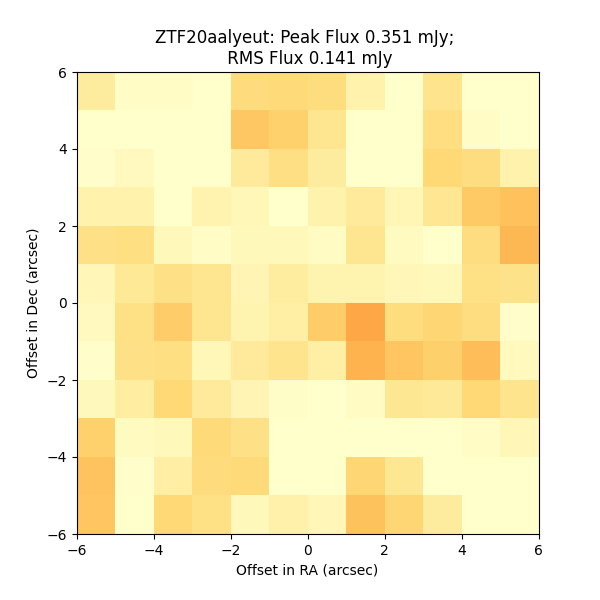 ZTF20aalyeut: Peak Flux 0.351 mJy;
RMS Flux 0.141 mJy
6
4
2
0
−2
−4
−6
Offset in Dec (arcsec)
−6 −4 −2 0 2 4 6
Offset in RA (arcsec)